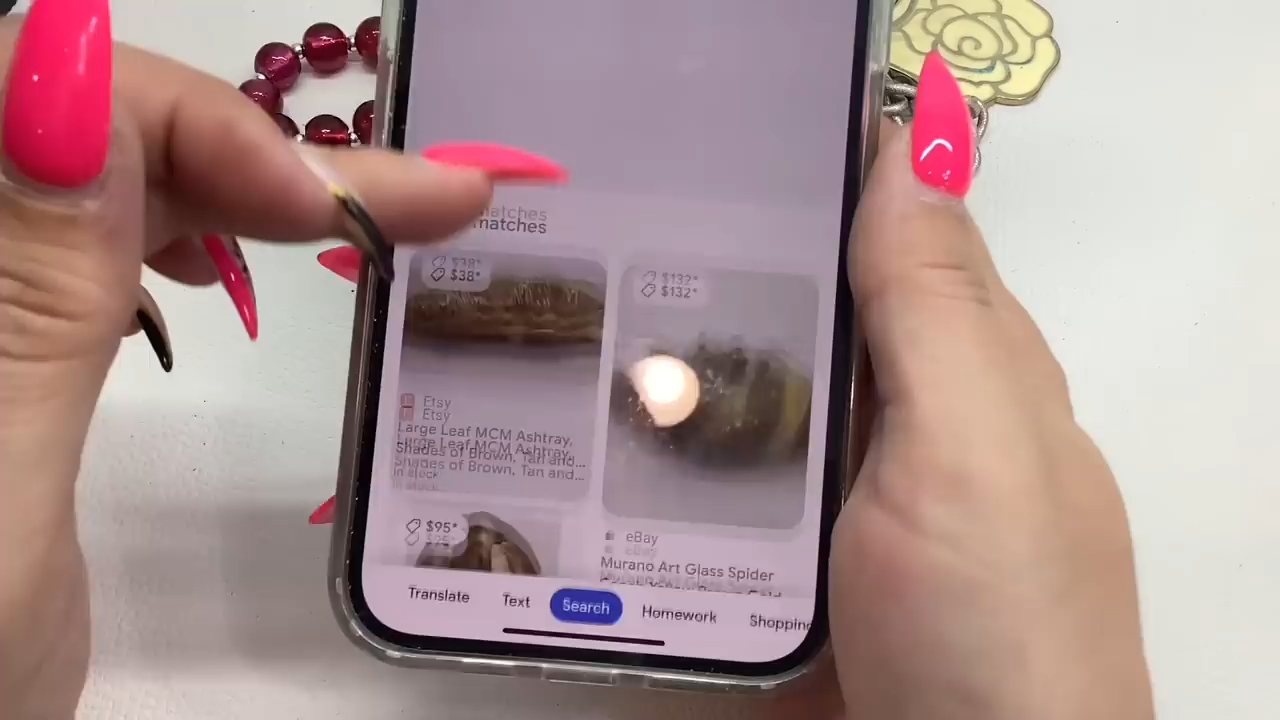 matches
$38*
$132*
Etsy
Large Leaf MCM Ashtray,
Shades of Brown, Tan and...
In stock
$95*
eBay
Murano Art Glass Spider
Translate Text Search Homework Shopping